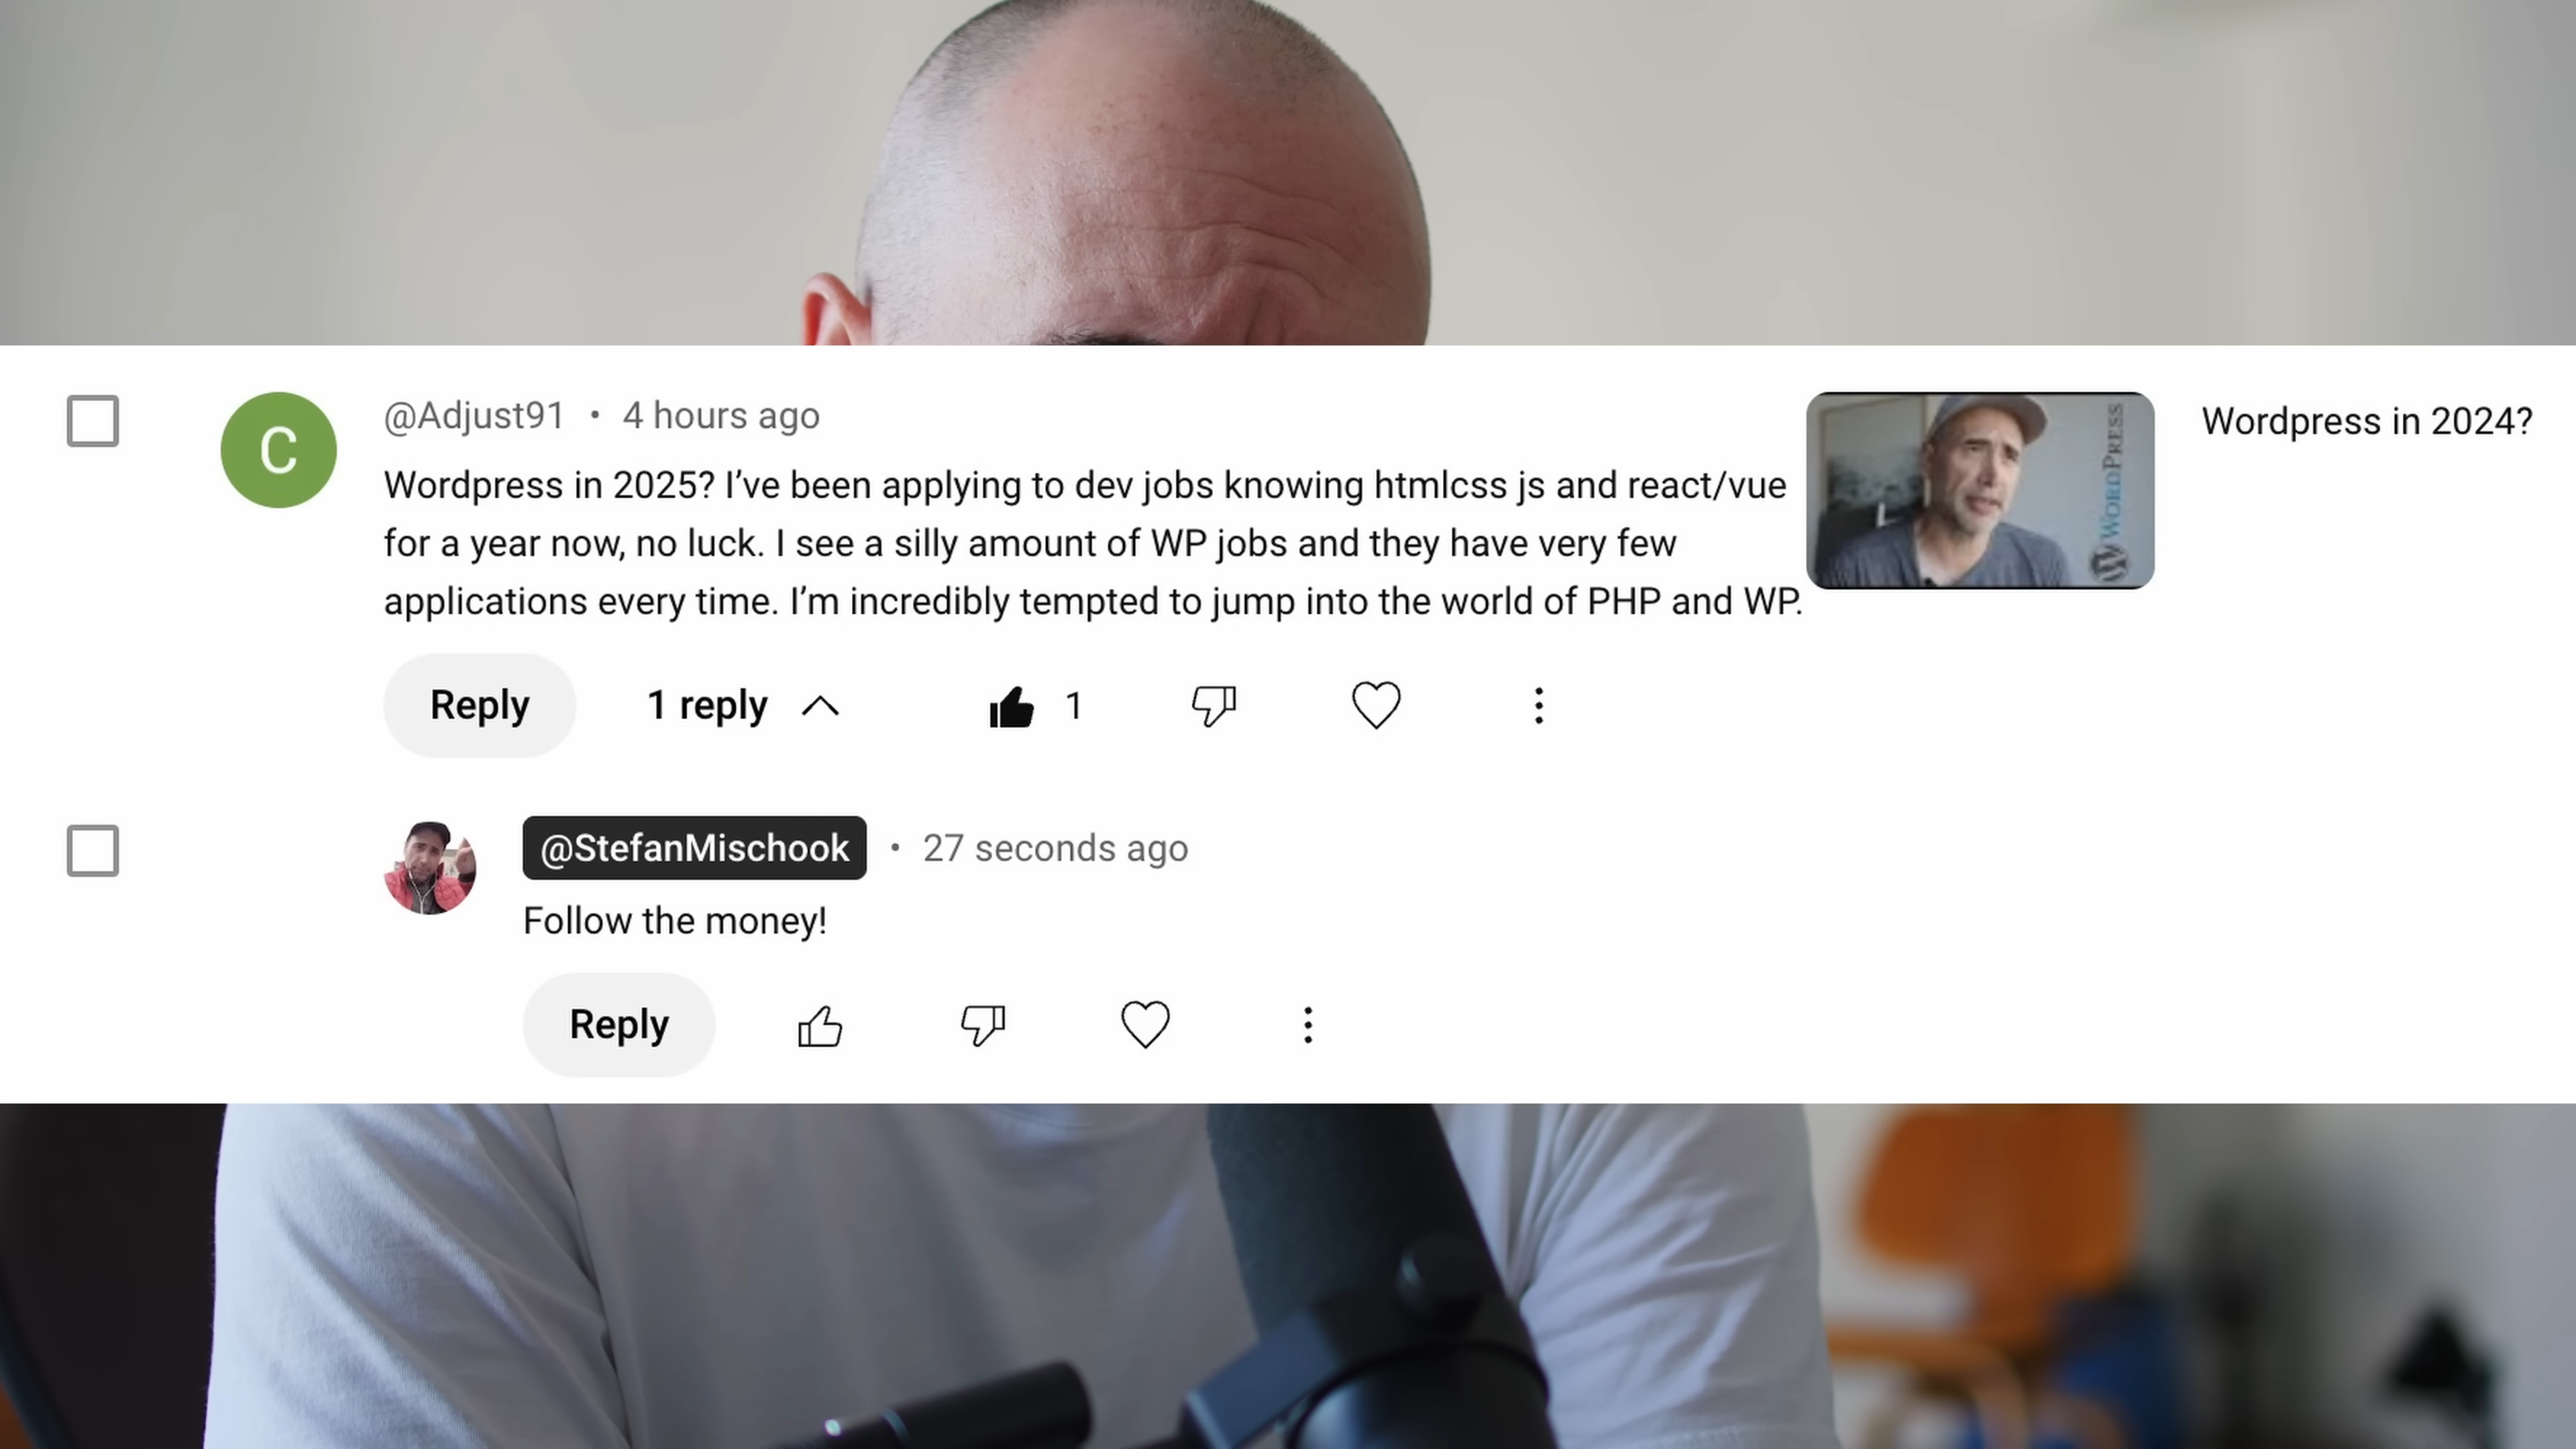 @Adjust91 • 4 hours ago
Wordpress in 2025? I’ve been applying to dev jobs knowing htmlcss js and react/vue
for a year now, no luck. I see a silly amount of WP jobs and they have very few
applications every time. I’m incredibly tempted to jump into the world of PHP and WP.
C
WORDPRESS
Wordpress in 2024?
Reply
1 reply
1
@StefanMischook • 27 seconds ago
Follow the money!
Reply